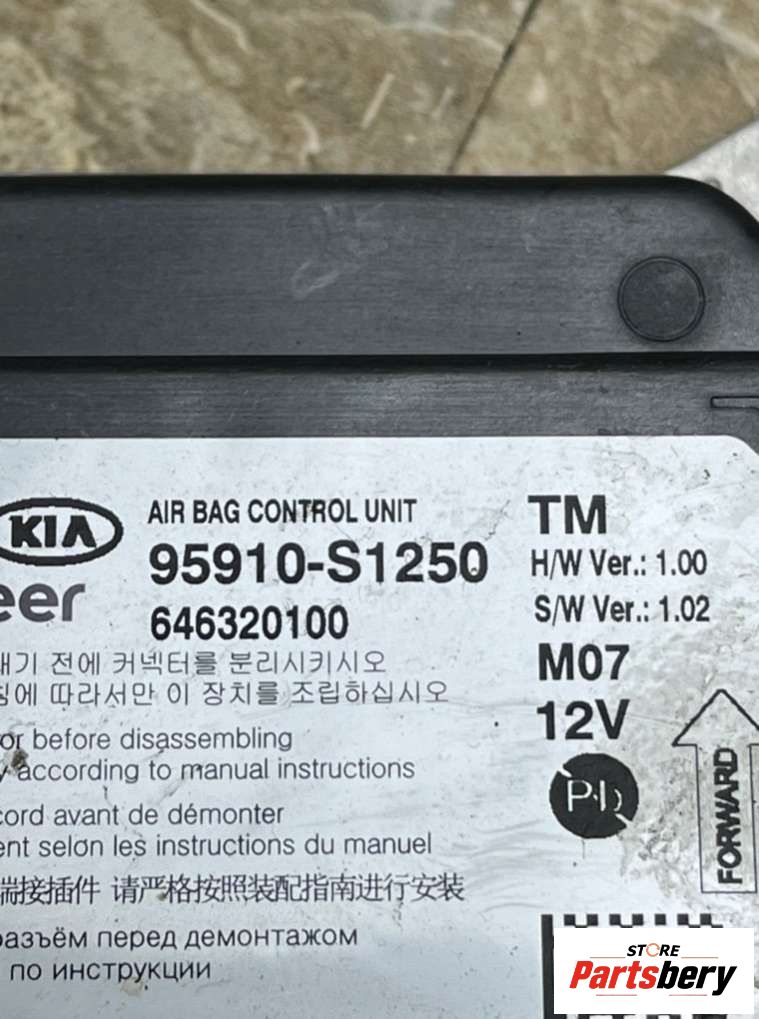 KIA
AIR BAG CONTROL UNIT
95910-S1250
646320100
TM
H/W Ver.: 1.00
S/W Ver.: 1.02
M07
12V
Pb
FORWARD
eer
내기 전에 커넥터를 분리시키시오
에 따라서만 이 장치를 조립하십시오
or before disassembling
y according to manual instructions
cord avant de démonter
ent selon les instructions du manuel
端接插件 请严格按照装配指南进行安装
разъём перед демонтажом
по инструкции
STORE
Partsbery